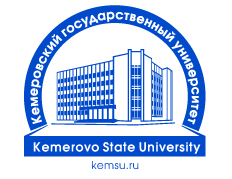 Кемеровский государственный университет
Kemerovo State University
kemsu.ru